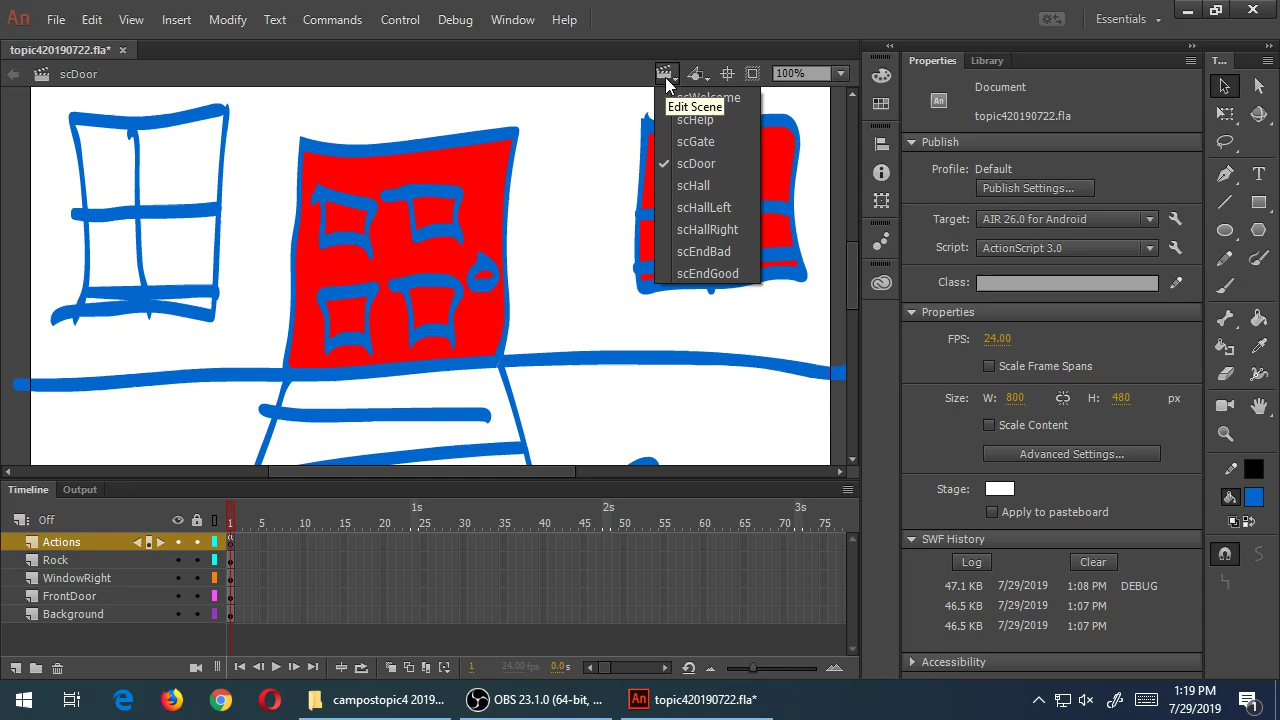 An File Edit View Insert Modify Text Commands Control Debug Window Help Essentials
topic420190722.fla* ×
scDoor 100%
scWelcome
Edit Scene
scHelp
scGate
scDoor
scHall
scHallLeft
scHallRight
scEndBad
scEndGood
Properties Library
An Document
topic420190722.fla
Publish
Profile: Default
Publish Settings...
Target: AIR 26.0 for Android
Script: ActionScript 3.0
Class:
Properties
FPS: 24.00
Scale Frame Spans
Size: W: 800 H: 480 px
Scale Content
Advanced Settings...
Stage:
Apply to pasteboard
SWF History
Log Clear
47.1 KB 7/29/2019 1:08 PM DEBUG
46.5 KB 7/29/2019 1:07 PM
46.5 KB 7/29/2019 1:07 PM
Accessibility
T...
Timeline Output
Off 1s 2s 3s
1 5 10 15 20 25 30 35 40 45 50 55 60 65 70 75
Actions
Rock
WindowRight
FrontDoor
Background
1 24.00 fps 0.0 s
campostopic4 2019... OBS 23.1.0 (64-bit, ... An topic420190722.fla*
1:19 PM
7/29/2019
1